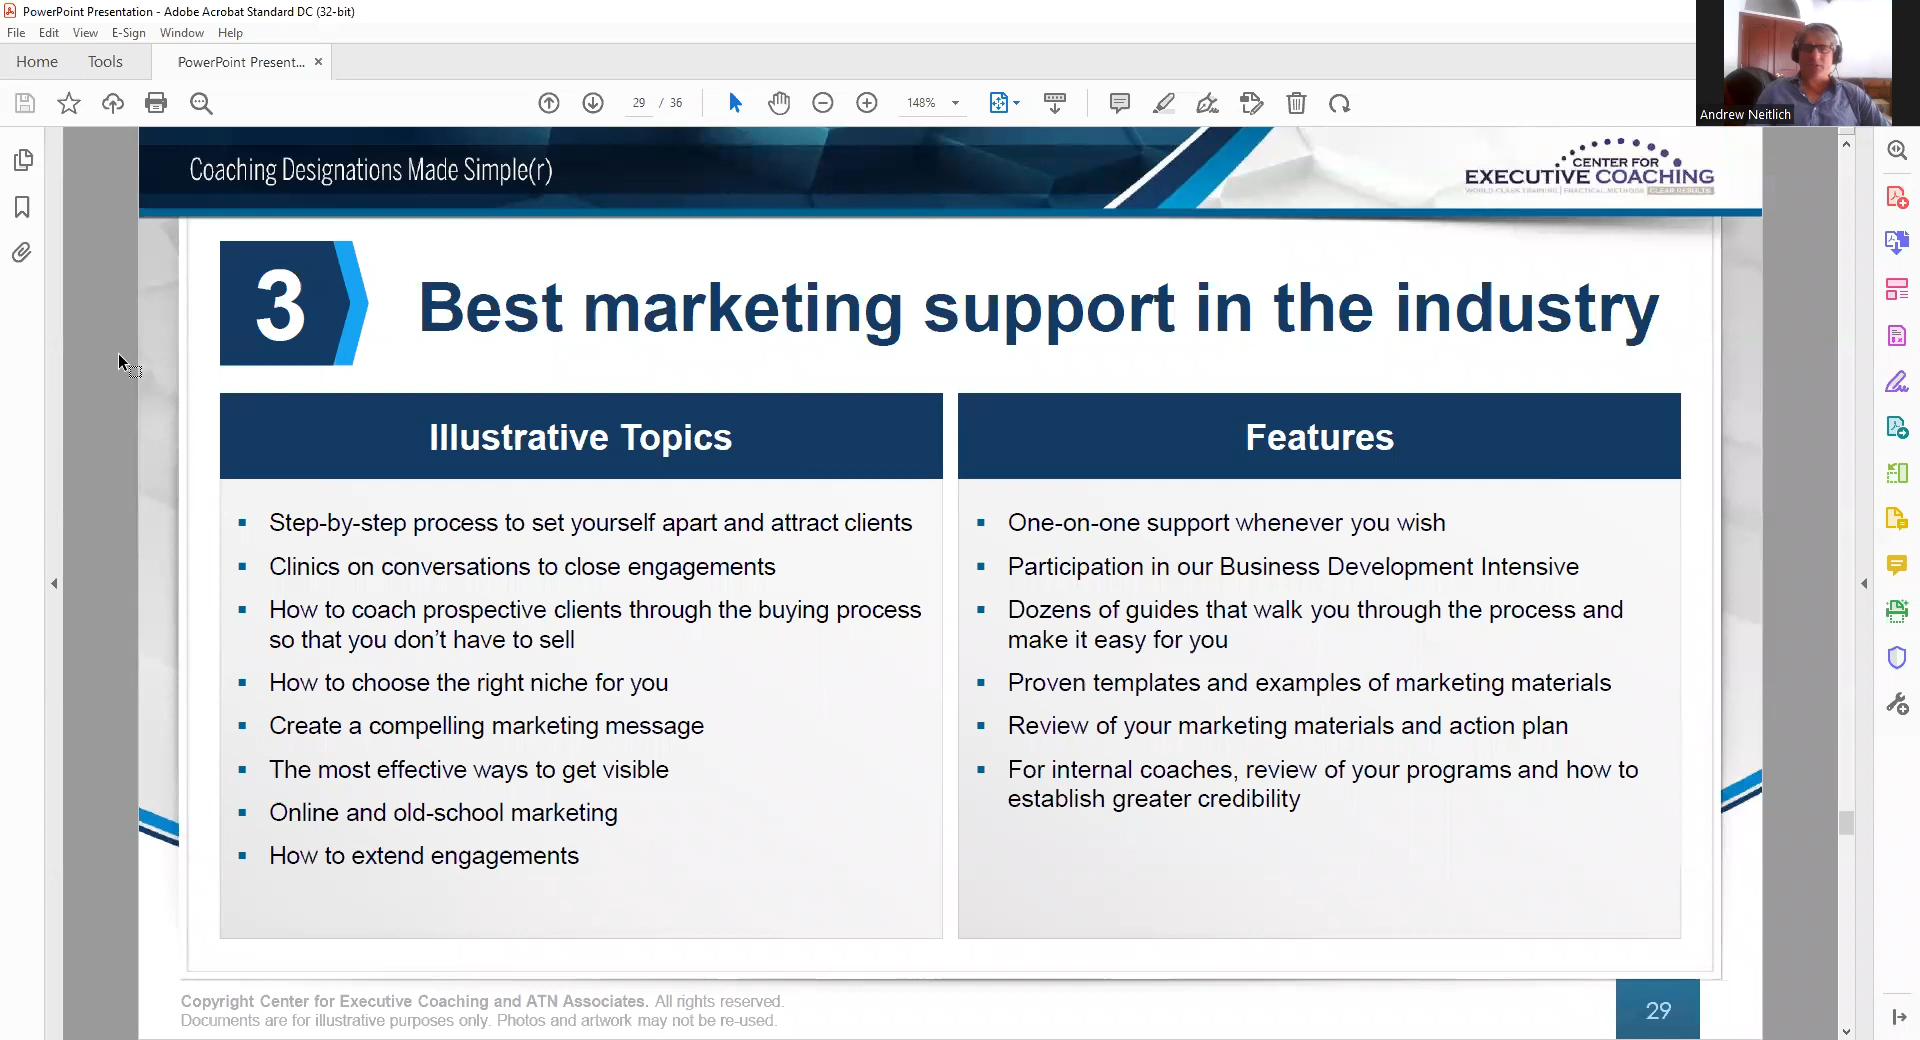 PowerPoint Presentation - Adobe Acrobat Standard DC (32-bit)
File Edit View E-Sign Window Help
Home Tools PowerPoint Present... ×
29 / 36 148%
Andrew Neitlich
Coaching Designations Made Simple(r)
CENTER FOR
EXECUTIVE COACHING
WORLD-CLASS TRAINING | PRACTICAL METHODS | CLEAR RESULTS
3 Best marketing support in the industry
Illustrative Topics
▪ Step-by-step process to set yourself apart and attract clients
▪ Clinics on conversations to close engagements
▪ How to coach prospective clients through the buying process
so that you don’t have to sell
▪ How to choose the right niche for you
▪ Create a compelling marketing message
▪ The most effective ways to get visible
▪ Online and old-school marketing
▪ How to extend engagements
Features
▪ One-on-one support whenever you wish
▪ Participation in our Business Development Intensive
▪ Dozens of guides that walk you through the process and
make it easy for you
▪ Proven templates and examples of marketing materials
▪ Review of your marketing materials and action plan
▪ For internal coaches, review of your programs and how to
establish greater credibility
Copyright Center for Executive Coaching and ATN Associates. All rights reserved.
Documents are for illustrative purposes only. Photos and artwork may not be re-used.
29